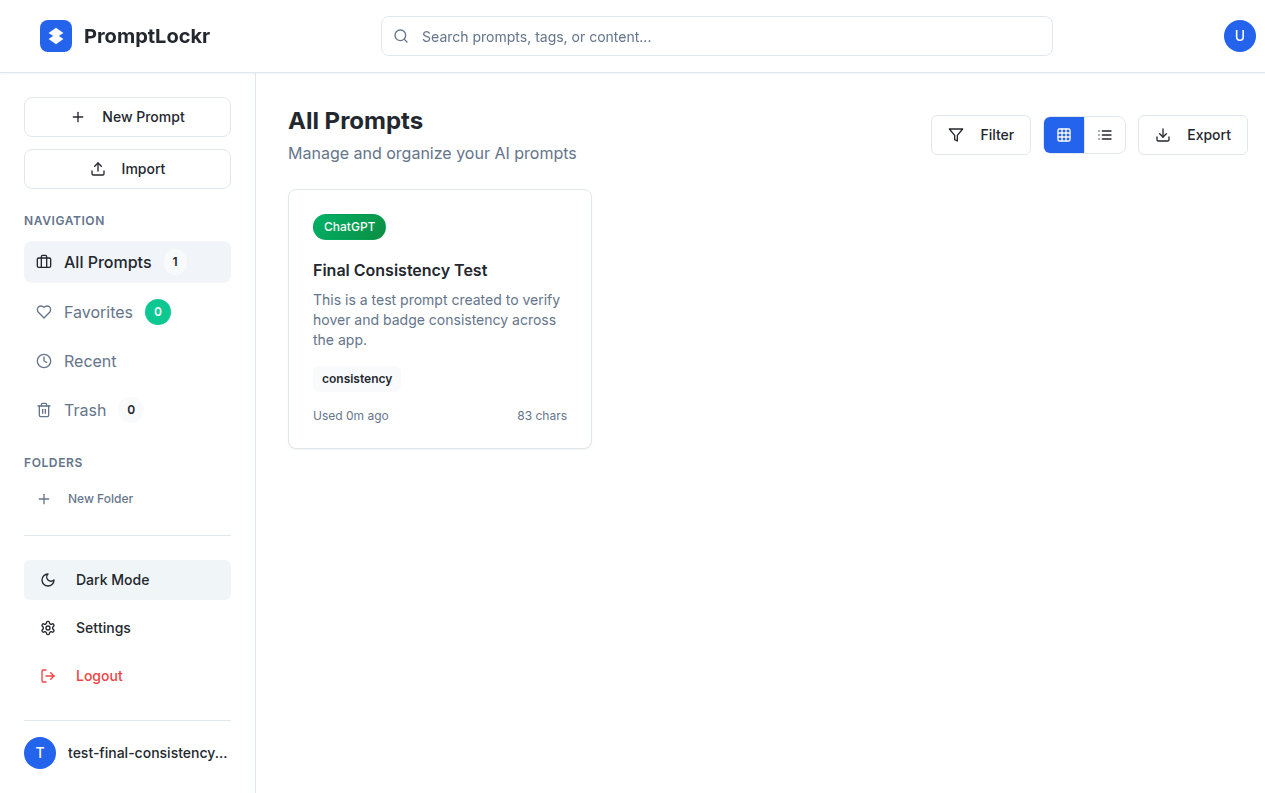 PromptLockr
Search prompts, tags, or content...
U
New Prompt
Import
NAVIGATION
All Prompts 1
Favorites 0
Recent
Trash 0
FOLDERS
New Folder
Dark Mode
Settings
Logout
T test-final-consistency...
All Prompts
Manage and organize your AI prompts
Filter
Export
ChatGPT
Final Consistency Test
This is a test prompt created to verify
hover and badge consistency across
the app.
consistency
Used 0m ago 83 chars